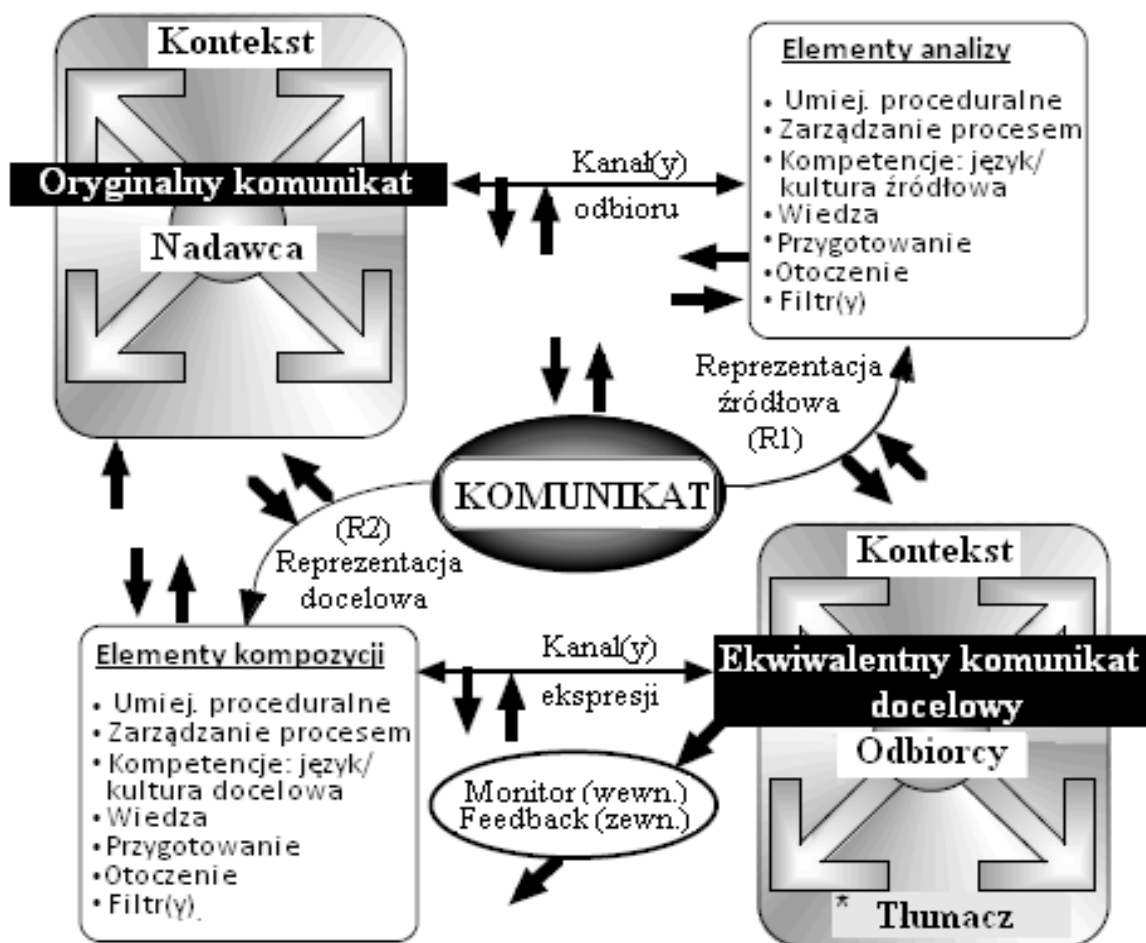 Kontekst
Oryginalny komunikat
Nadawca
Kanał(y)
odbioru
Elementy analizy
• Umiej. proceduralne
• Zarządzanie procesem
• Kompetencje: język/
kultura źródłowa
• Wiedza
• Przygotowanie
• Otoczenie
• Filtr(y)
Reprezentacja
źródłowa
(R1)
KOMUNIKAT
(R2)
Reprezentacja
docelowa
Elementy kompozycji
• Umiej. proceduralne
• Zarządzanie procesem
• Kompetencje: język/
kultura docelowa
• Wiedza
• Przygotowanie
• Otoczenie
• Filtr(y).
Kanał(y)
ekspresji
Monitor (wewn.)
Feedback (zewn.)
Kontekst
Ekwiwalentny komunikat
docelowy
Odbiorcy
* Tłumacz